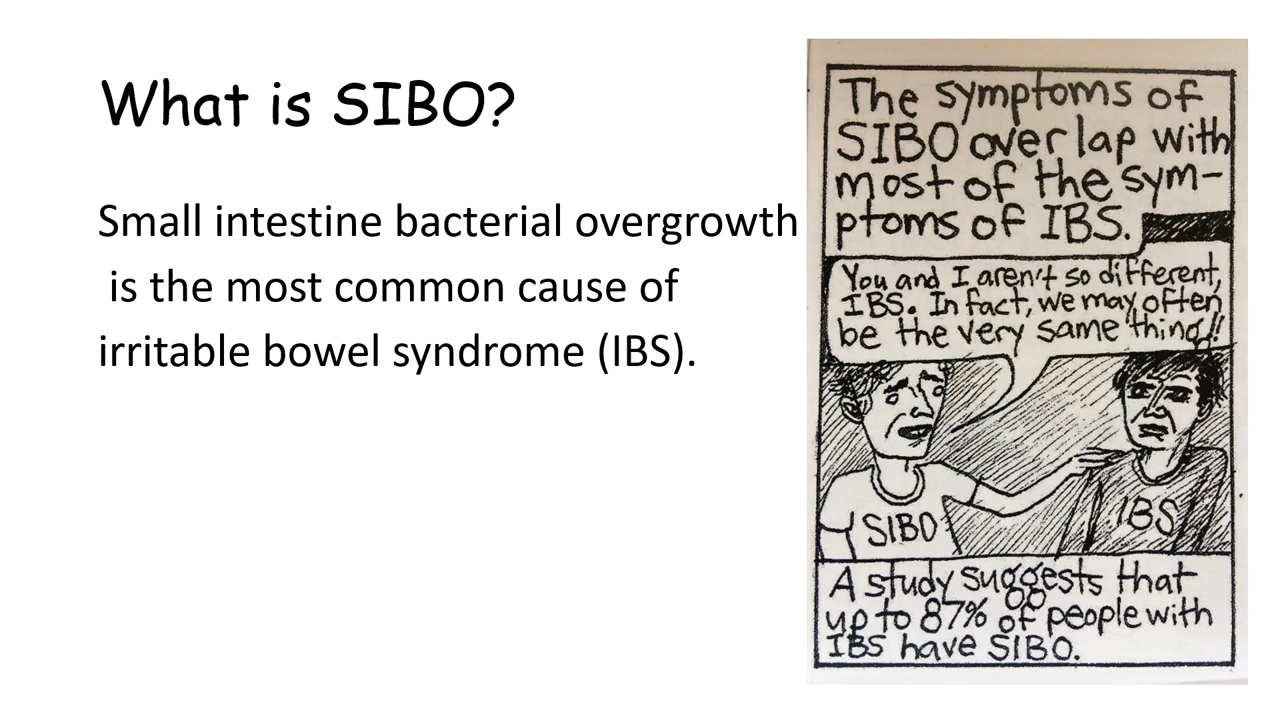 What is SIBO?
Small intestine bacterial overgrowth
is the most common cause of
irritable bowel syndrome (IBS).
The symptoms of
SIBO overlap with
most of the sym-
ptoms of IBS.
You and I aren't so different,
IBS. In fact, we may often
be the very same thing!!
SIBO
IBS
A study suggests that
up to 87% of people with
IBS have SIBO.